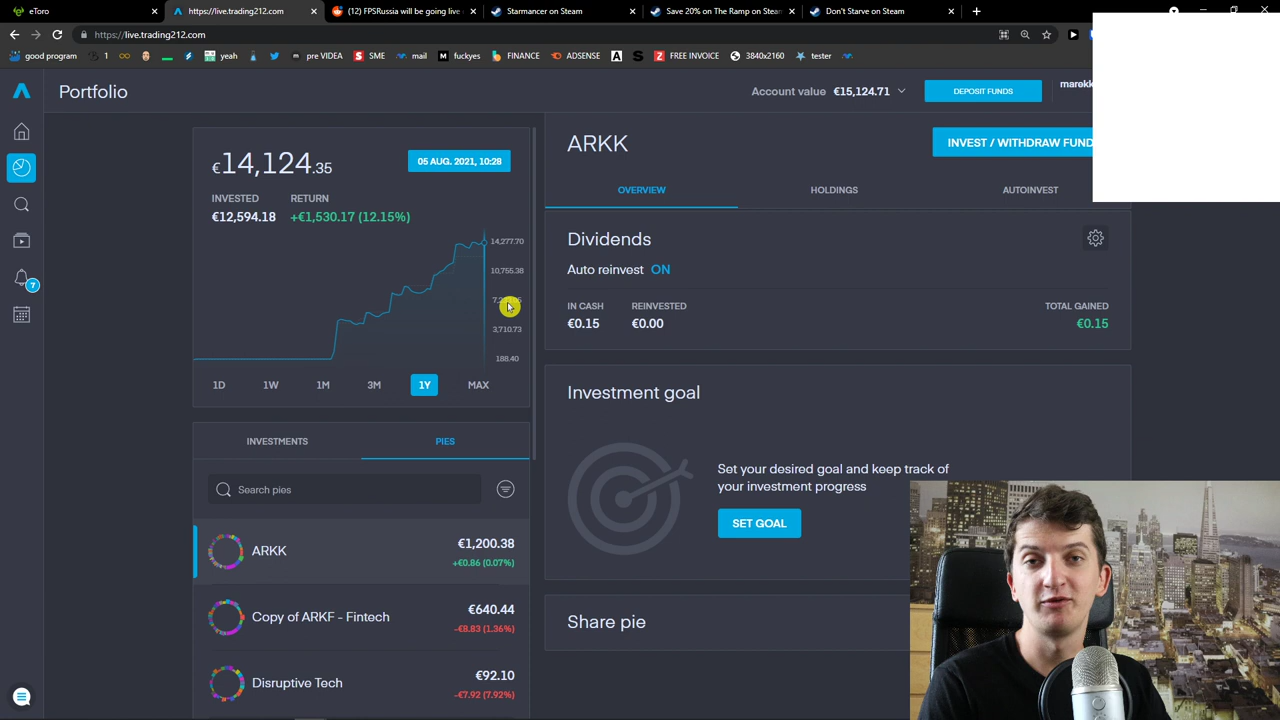 eToro
https://live.trading212.com
(12) FPSRussia will be going live
Starmancer on Steam
Save 20% on The Ramp on Steam
Don't Starve on Steam
https://live.trading212.com
good program
1
yeah
pre VIDEA
SME
mail
fuckyes
FINANCE
ADSENSE
FREE INVOICE
3840x2160
tester
Portfolio
Account value €15,124.71
DEPOSIT FUNDS
marekk
€14,124.35
05 AUG. 2021, 10:28
INVESTED RETURN
€12,594.18 +€1,530.17 (12.15%)
14,277.70
10,755.38
3,710.73
188.40
1D 1W 1M 3M 1Y MAX
INVESTMENTS PIES
Search pies
ARKK
€1,200.38
+€0.86 (0.07%)
Copy of ARKF - Fintech
€640.44
-€8.83 (1.36%)
Disruptive Tech
€92.10
-€7.92 (7.92%)
7
ARKK
INVEST / WITHDRAW FUND
OVERVIEW HOLDINGS AUTOINVEST
Dividends
Auto reinvest ON
IN CASH REINVESTED TOTAL GAINED
€0.15 €0.00 €0.15
Investment goal
Set your desired goal and keep track of
your investment progress
SET GOAL
Share pie